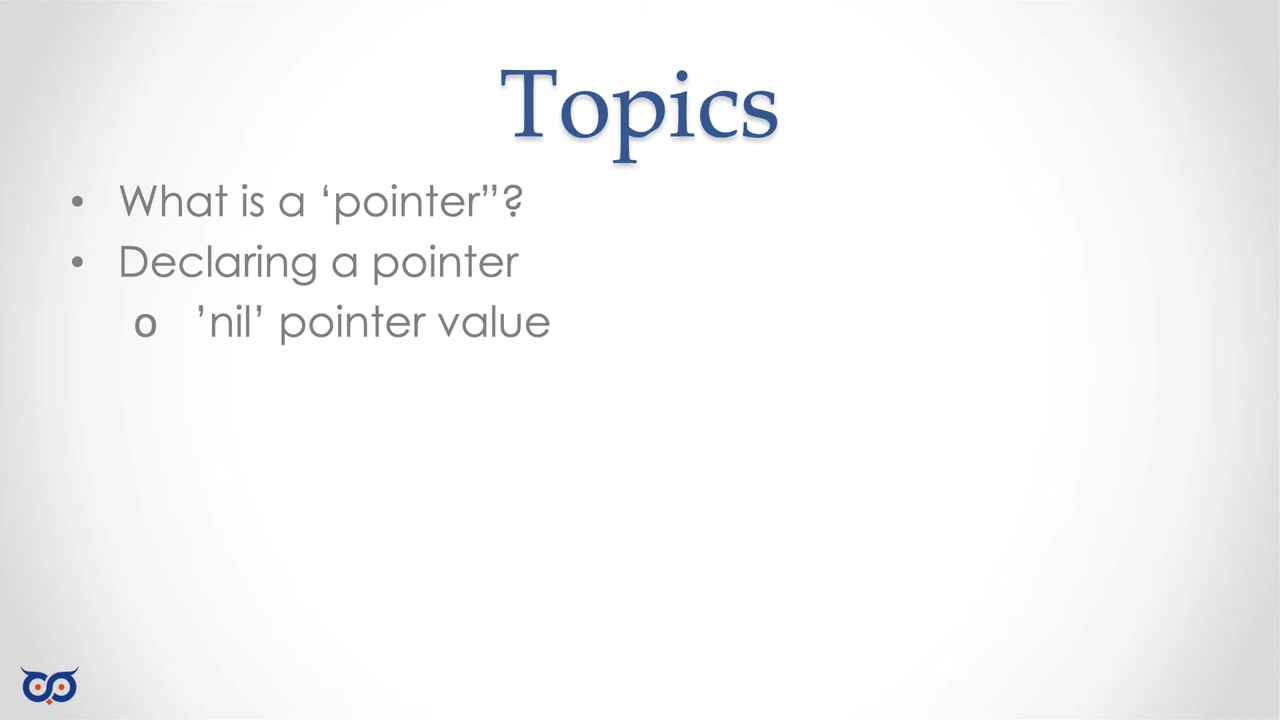 Topics
• What is a ‘pointer”?
• Declaring a pointer
o ’nil’ pointer value